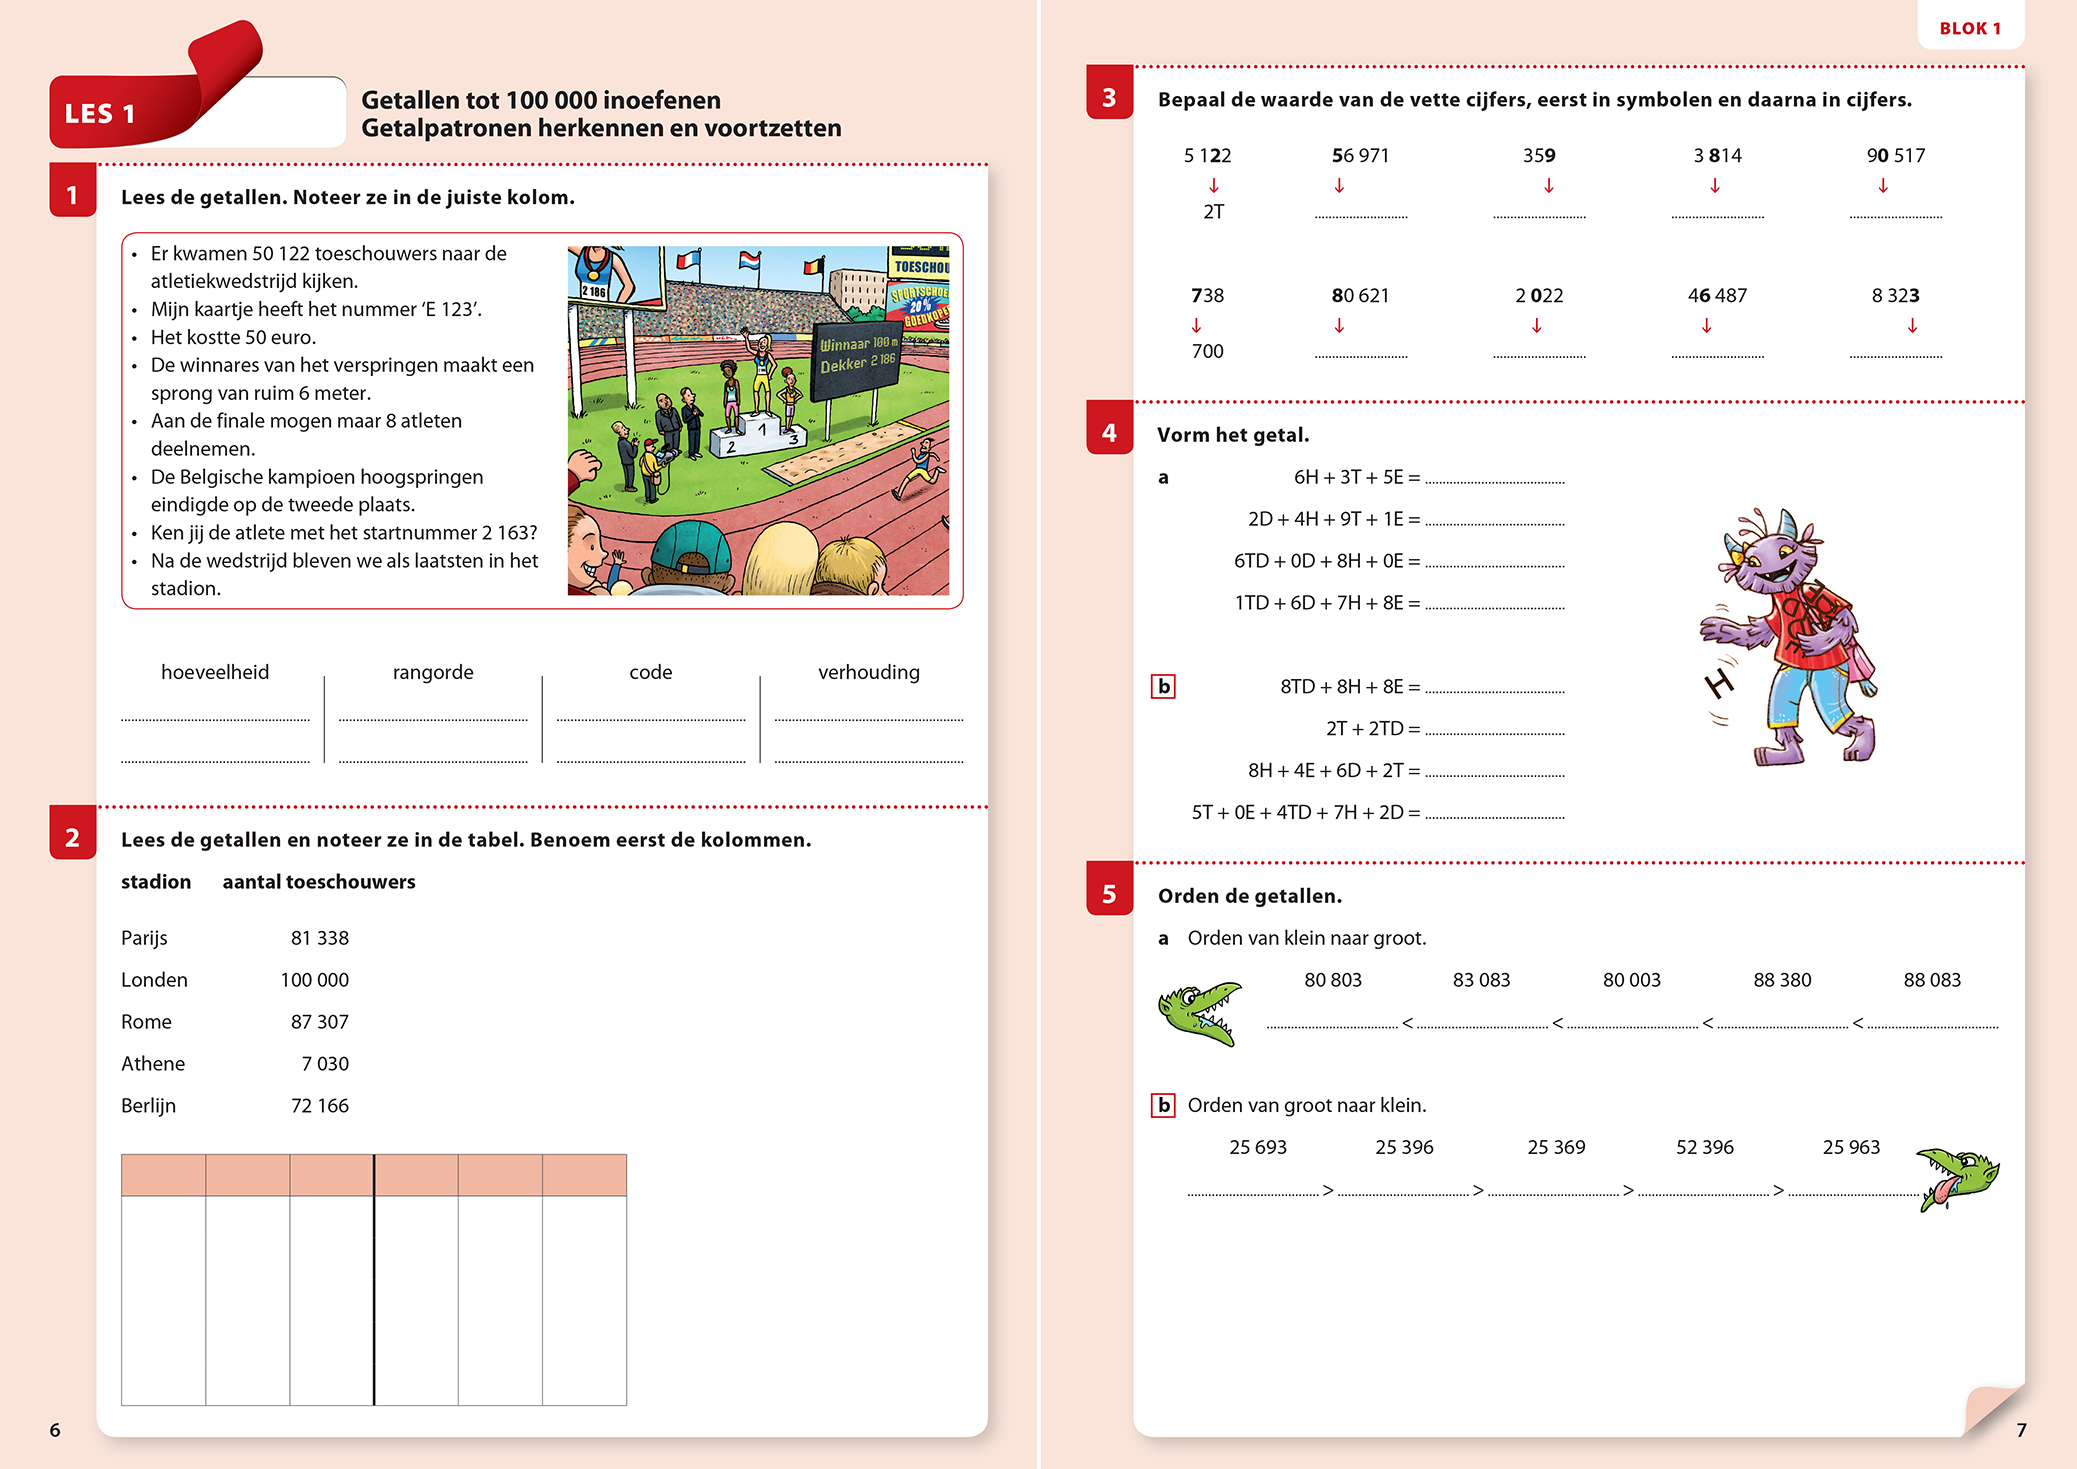 LES 1
Getallen tot 100 000 inoefenen
Getalpatronen herkennen en voortzetten
1
Lees de getallen. Noteer ze in de juiste kolom.
• Er kwamen 50 122 toeschouwers naar de
atletiekwedstrijd kijken.
• Mijn kaartje heeft het nummer ‘E 123’.
• Het kostte 50 euro.
• De winnares van het verspringen maakt een
sprong van ruim 6 meter.
• Aan de finale mogen maar 8 atleten
deelnemen.
• De Belgische kampioen hoogspringen
eindigde op de tweede plaats.
• Ken jij de atlete met het startnummer 2 163?
• Na de wedstrijd bleven we als laatsten in het
stadion.
2 186
TOESCHOU
SPORTSCHOE
20%
GOEDKOPE
Winnaar 100 m
Dekker 2 186
1
2
3
hoeveelheid rangorde code verhouding
2
Lees de getallen en noteer ze in de tabel. Benoem eerst de kolommen.
stadion aantal toeschouwers
Parijs 81 338
Londen 100 000
Rome 87 307
Athene 7 030
Berlijn 72 166
6
BLOK 1
3
Bepaal de waarde van de vette cijfers, eerst in symbolen en daarna in cijfers.
5 122 56 971 359 3 814 90 517
↓ ↓ ↓ ↓ ↓
2T
738 80 621 2 022 46 487 8 323
↓ ↓ ↓ ↓ ↓
700
4
Vorm het getal.
a 6H + 3T + 5E =
2D + 4H + 9T + 1E =
6TD + 0D + 8H + 0E =
1TD + 6D + 7H + 8E =
b 8TD + 8H + 8E =
2T + 2TD =
8H + 4E + 6D + 2T =
5T + 0E + 4TD + 7H + 2D =
H
5
Orden de getallen.
a Orden van klein naar groot.
80 803 83 083 80 003 88 380 88 083
< < < <
b Orden van groot naar klein.
25 693 25 396 25 369 52 396 25 963
> > > >
7